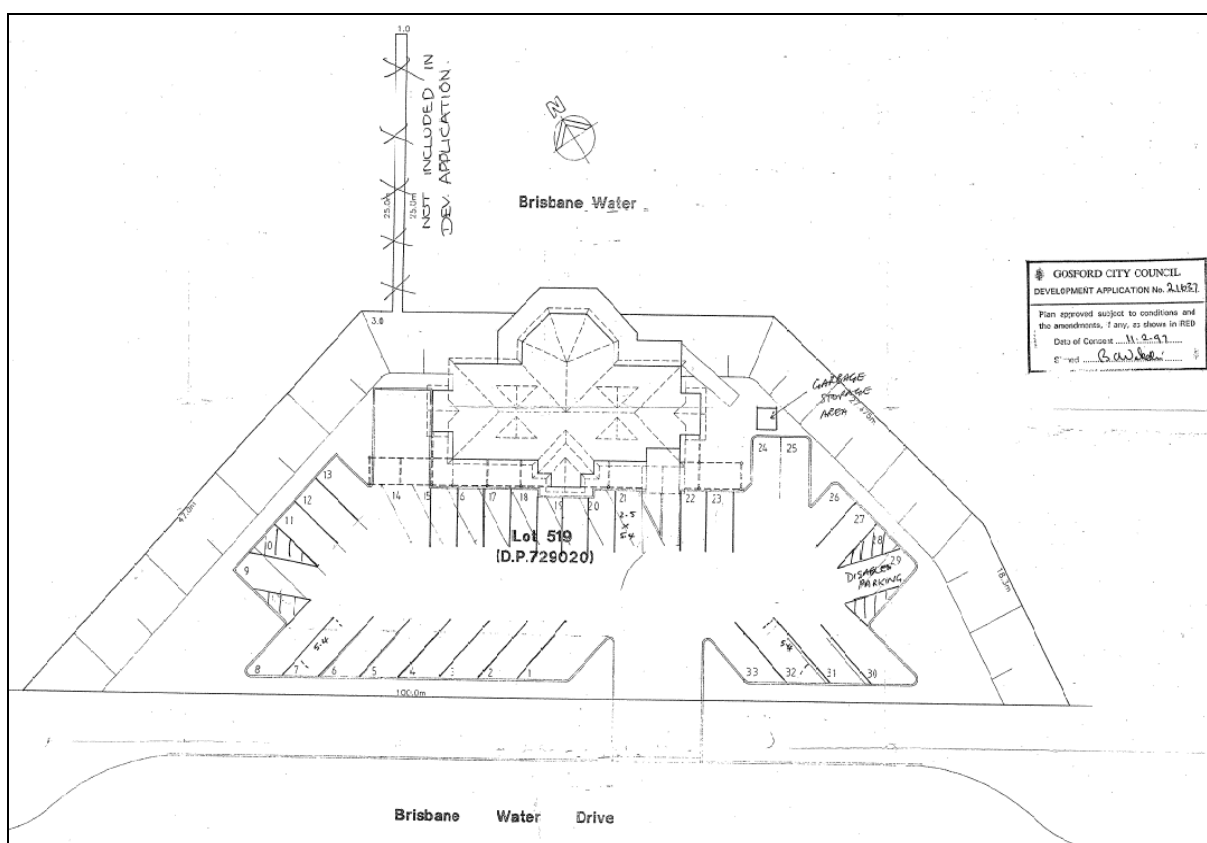 1.0
NOT INCLUDED IN
DEV. APPLICATION.
25.0m
25.0m
N
Brisbane Water
GOSFORD CITY COUNCIL
DEVELOPMENT APPLICATION No. 21637
Plan approved subject to conditions and
the amendments, if any, as shown in RED
Date of Consent 11.2.97
Signed
3.0
GARBAGE
STORAGE
AREA
24 25
13
12
11
10
9
14 15 16 17 18 19 20 21 22 23
2.5
X
5.4
26
27
28
29
47.0m
Lot 519
(D.P.729020)
DISABLED
PARKING
18.3m
5.4
5.4
8 7 6 5 4 3 2 1
33 32 31 30
100.0m
Brisbane Water Drive